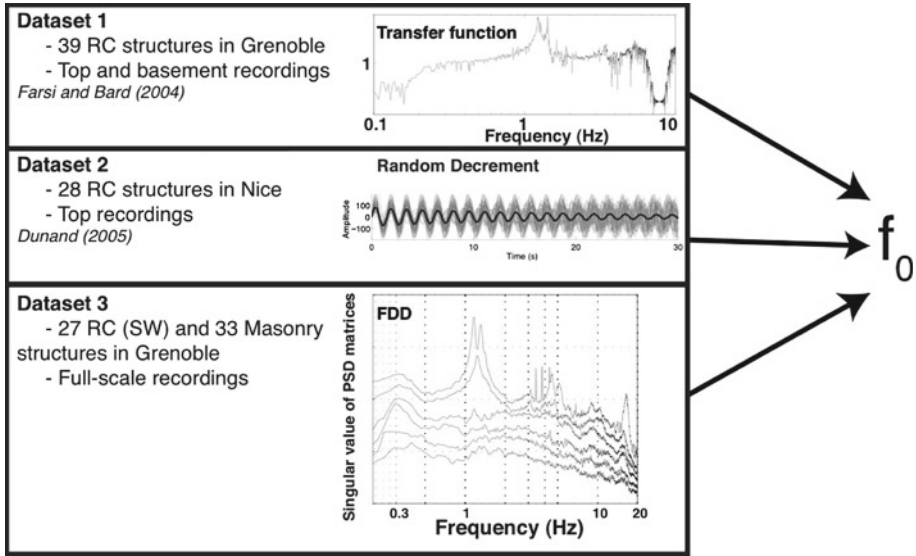 Dataset 1
- 39 RC structures in Grenoble
- Top and basement recordings
Farsi and Bard (2004)
Transfer function
1
0.1
1
10
Frequency (Hz)
Dataset 2
- 28 RC structures in Nice
- Top recordings
Dunand (2005)
Random Decrement
Amplitude
100
0
-100
0
10
20
30
Time (s)
Dataset 3
- 27 RC (SW) and 33 Masonry
structures in Grenoble
- Full-scale recordings
FDD
Singular value of PSD matrices
0.3
1
10
20
Frequency (Hz)
f0